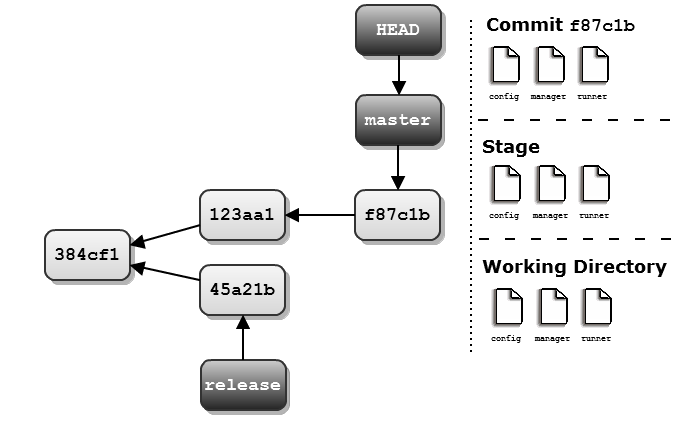 HEAD
master
123aa1
f87c1b
384cf1
45a21b
release
Commit f87c1b
config manager runner
Stage
config manager runner
Working Directory
config manager runner